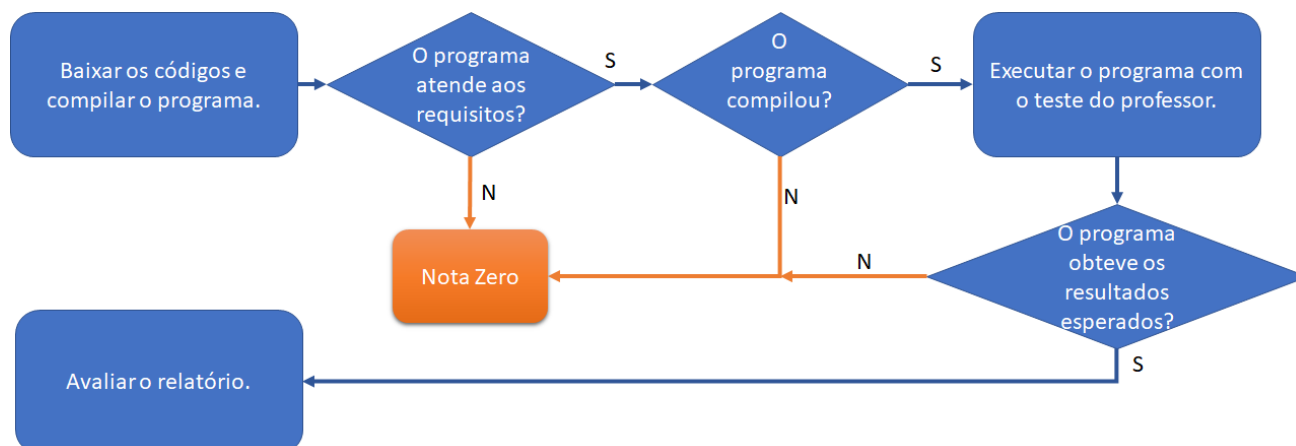 Baixar os códigos e
compilar o programa.
O programa
atende aos
requisitos?
S
O
programa
compilou?
S
Executar o programa com
o teste do professor.
N
N
Nota Zero
N
O programa
obteve os
resultados
esperados?
S
Avaliar o relatório.